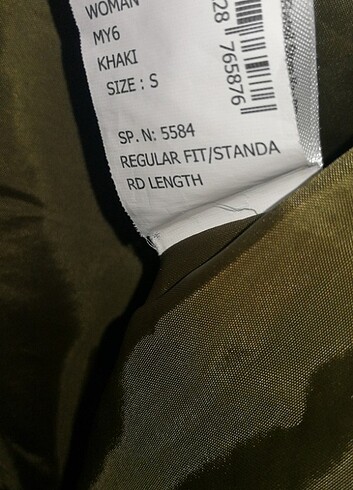 WOMAN
MY6
KHAKI
SIZE : S
28 765876
SP. N: 5584
REGULAR FIT/STANDA
RD LENGTH